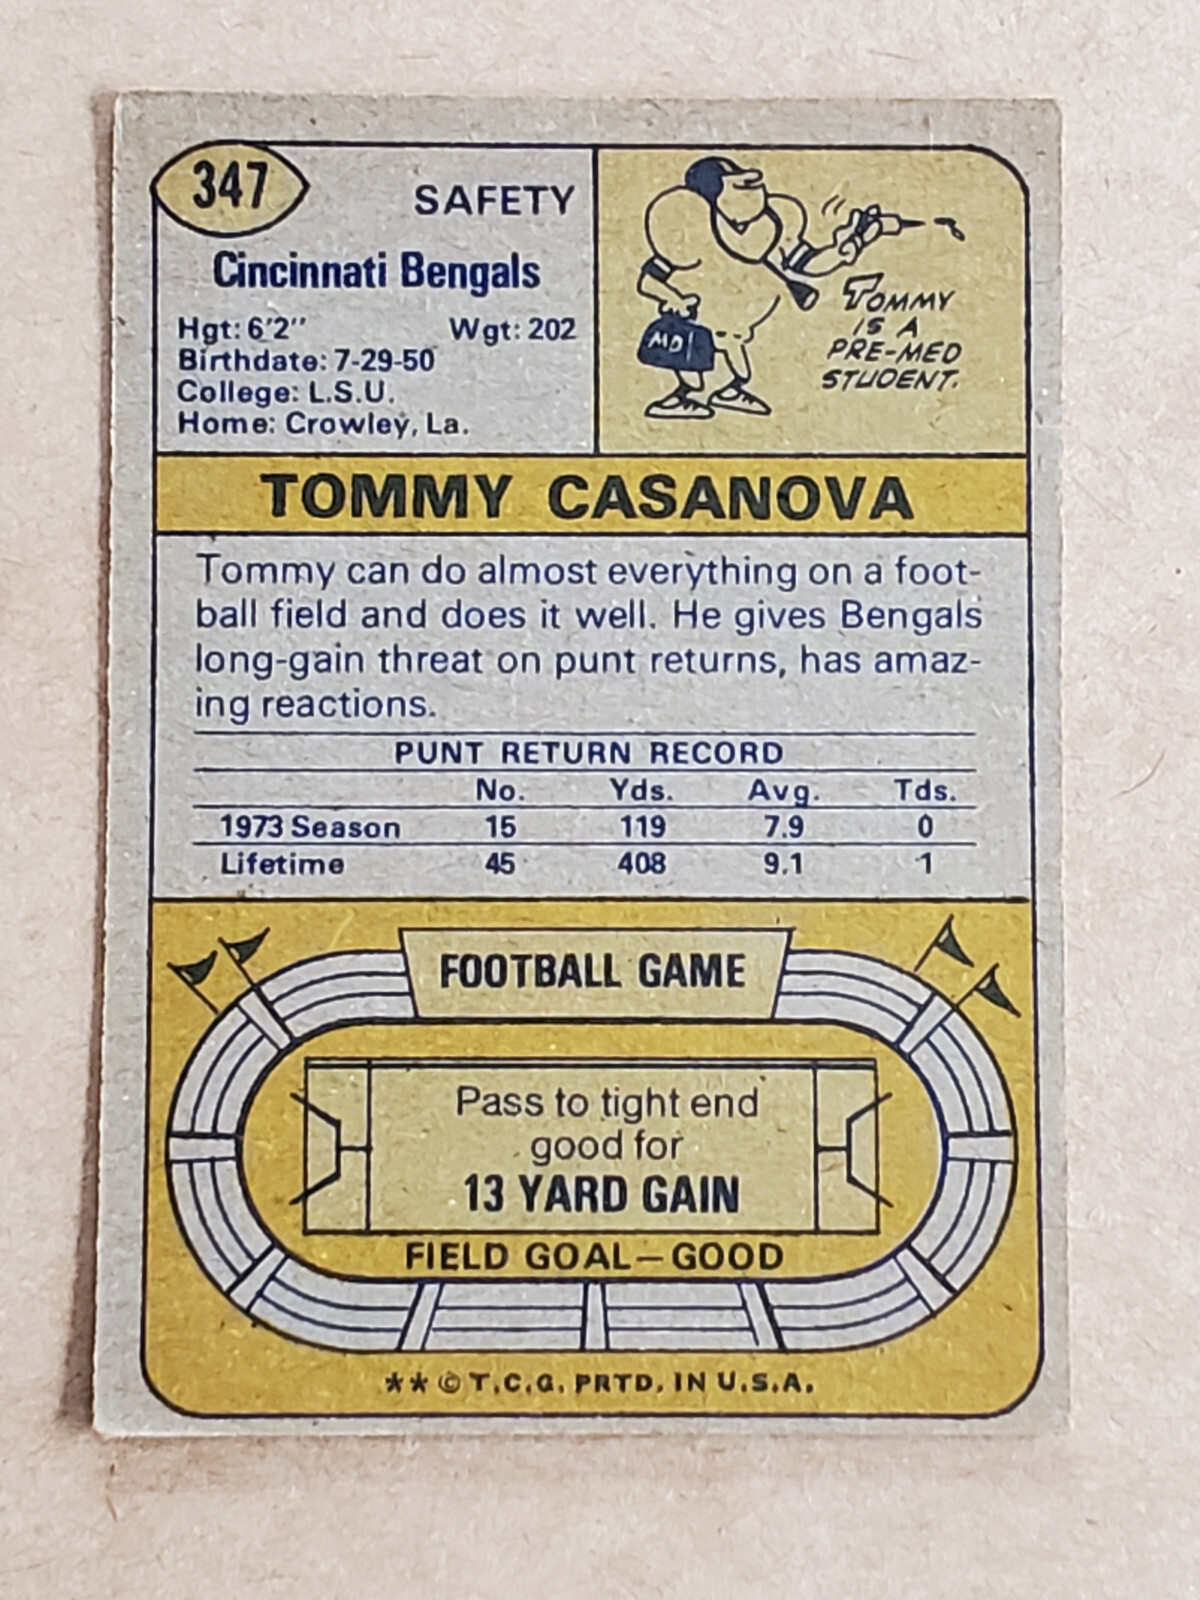 347
SAFETY
Cincinnati Bengals
Hgt: 6'2" Wgt: 202
Birthdate: 7-29-50
College: L.S.U.
Home: Crowley, La.
MD
TOMMY
IS A
PRE-MED
STUDENT.
TOMMY CASANOVA
Tommy can do almost everything on a foot-
ball field and does it well. He gives Bengals
long-gain threat on punt returns, has amaz-
ing reactions.
PUNT RETURN RECORD
No. Yds. Avg. Tds.
1973 Season 15 119 7.9 0
Lifetime 45 408 9.1 1
FOOTBALL GAME
Pass to tight end
good for
13 YARD GAIN
FIELD GOAL—GOOD
** © T.C.G. PRTD. IN U.S.A.